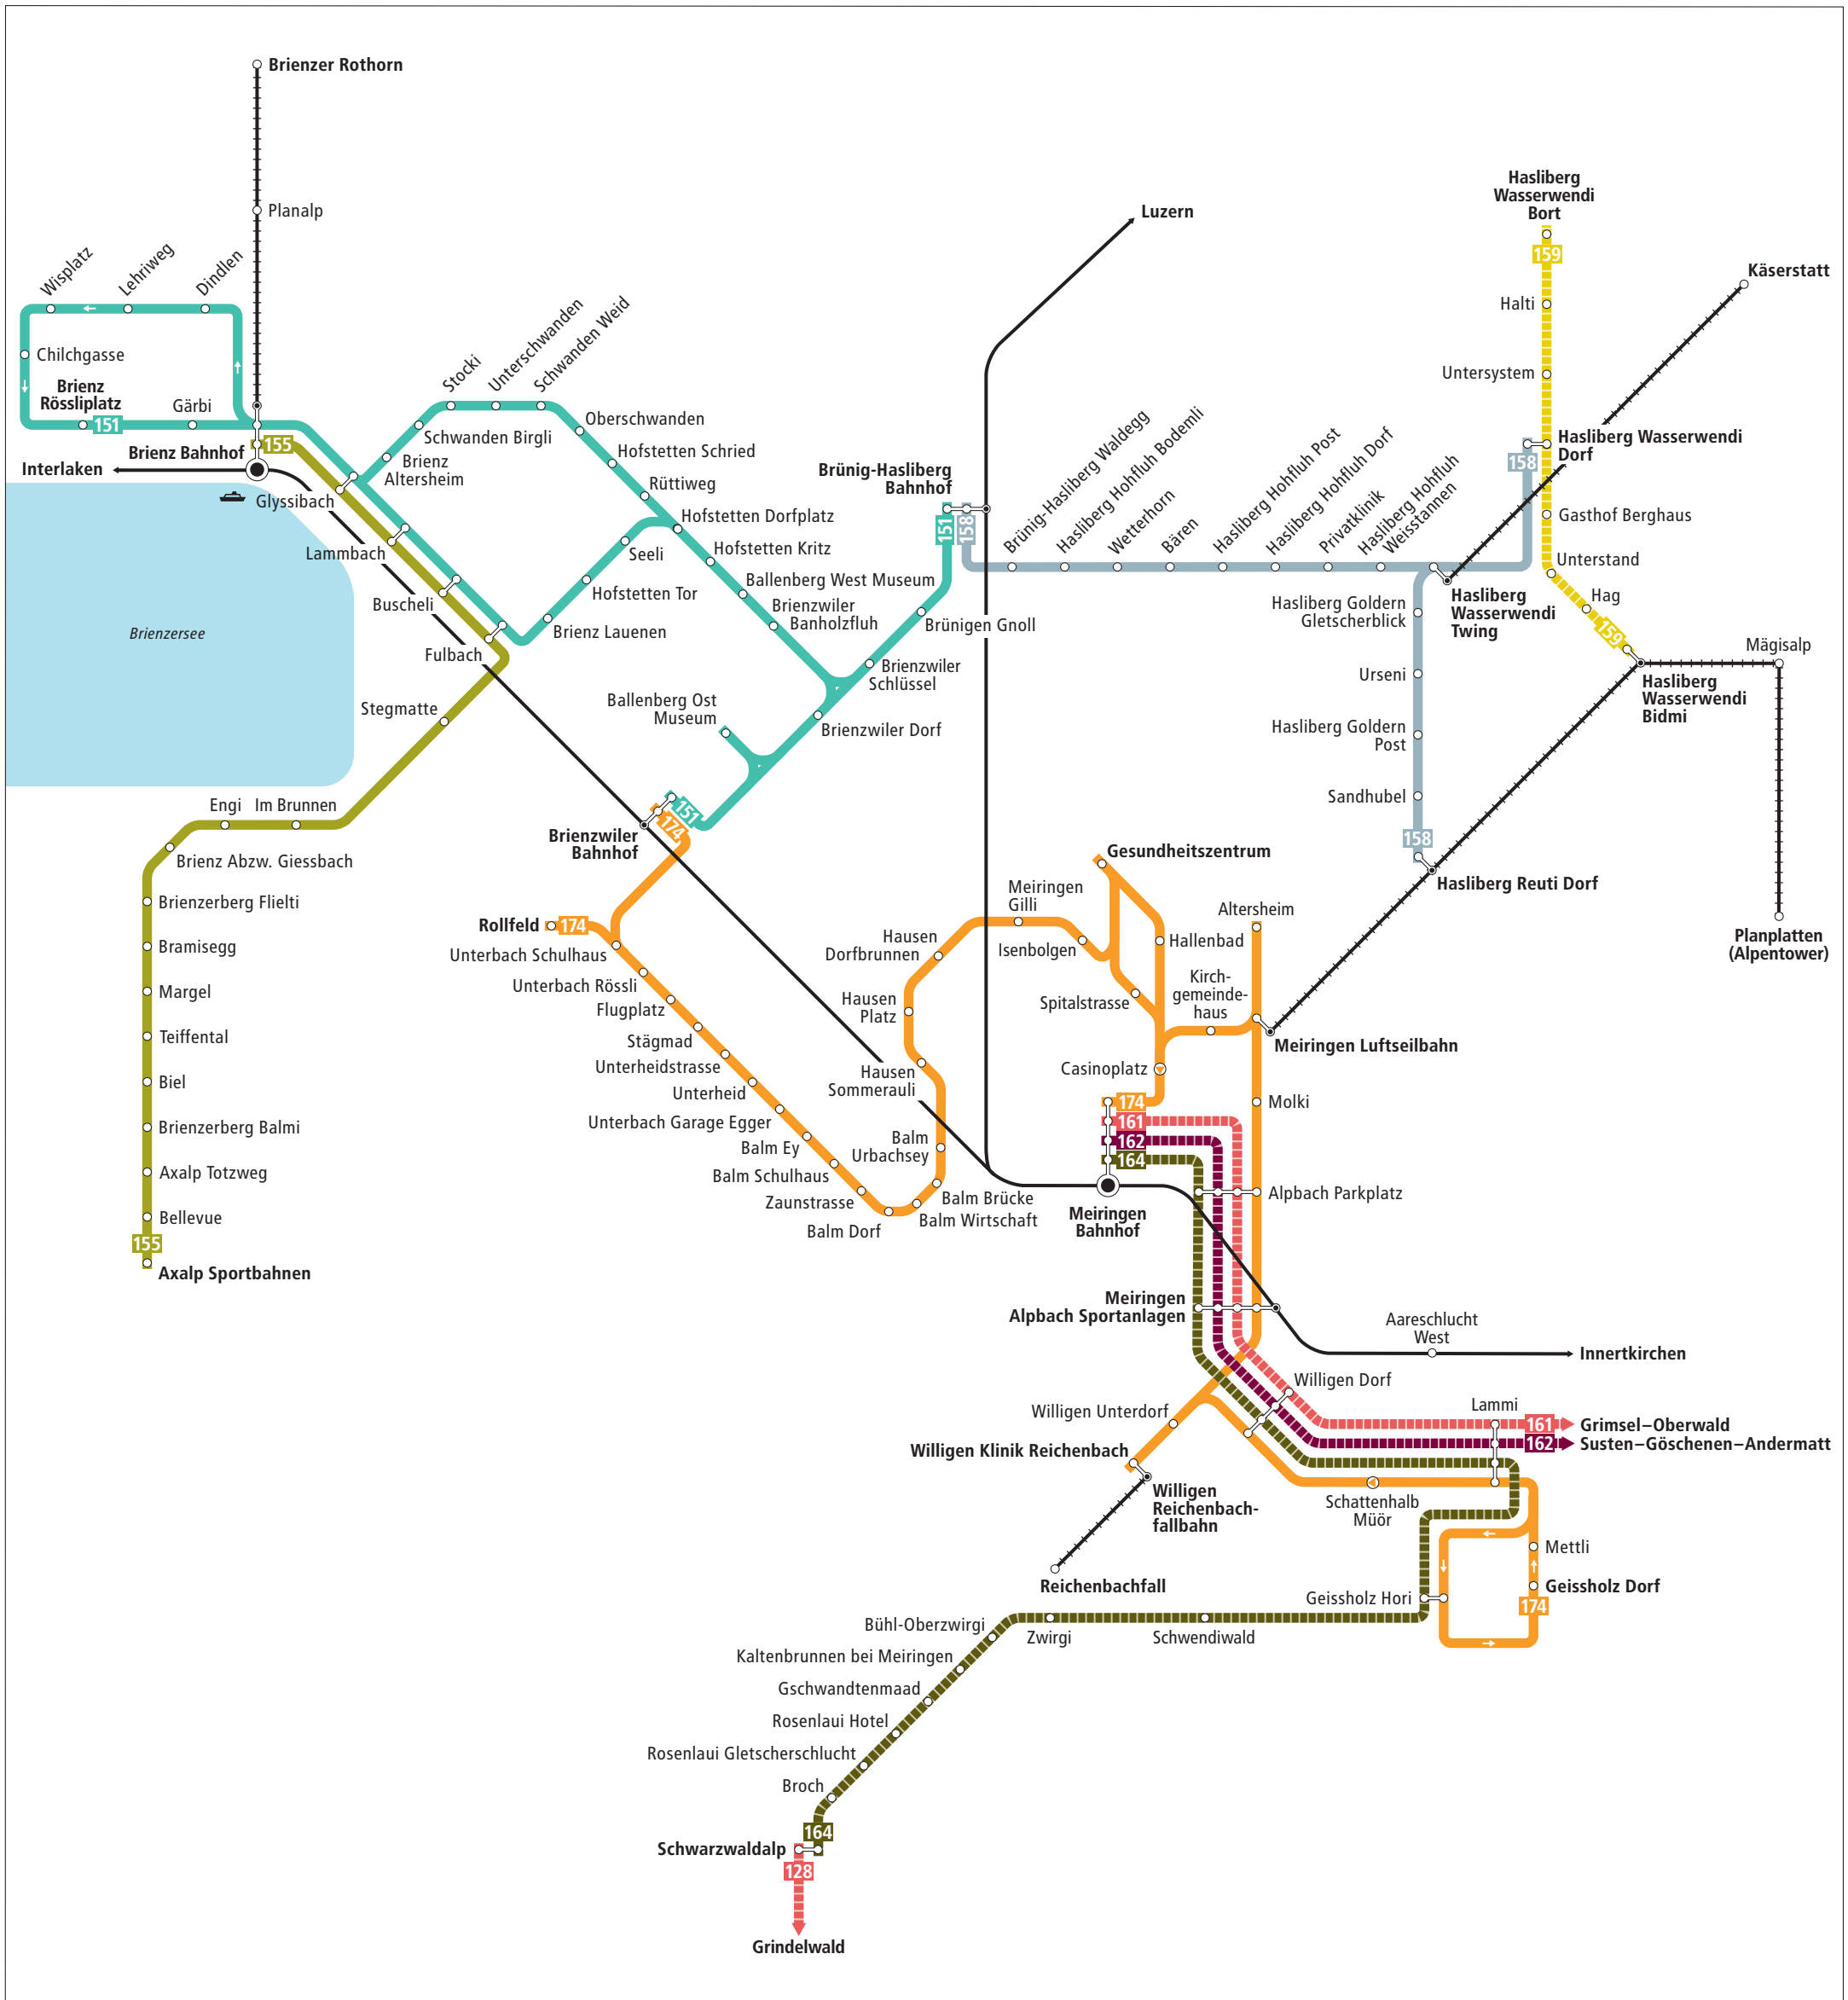 Brienzer Rothorn
Planalp
Wisplatz
Lehriweg
Dindlen
Chilchgasse
Brienz
Rössliplatz
151
Gärbi
Brienz Bahnhof
155
Interlaken
Glyssibach
Lammbach
Buscheli
Fulbach
Brienzersee
Stegmatte
Engi
Im Brunnen
Brienz Abzw. Giessbach
Brienzerberg Flielti
Bramisegg
Margel
Teiffental
Biel
Brienzerberg Balmi
Axalp Totzweg
Bellevue
155
Axalp Sportbahnen
Brienz
Altersheim
Schwanden Birgli
Stocki
Unterschwanden
Schwanden Weid
Oberschwanden
Hofstetten Schried
Rüttiweg
Hofstetten Dorfplatz
Hofstetten Kritz
Ballenberg West Museum
Brienzwiler
Banholzfluh
Seeli
Hofstetten Tor
Brienz Lauenen
Brünigen Gnoll
Brienzwiler
Schlüssel
Brienzwiler Dorf
Ballenberg Ost
Museum
151
174
Brienzwiler
Bahnhof
Brünig-Hasliberg
Bahnhof
151
158
Luzern
Brünig-Hasliberg Waldegg
Hasliberg Hohfluh Bodemli
Wetterhorn
Bären
Hasliberg Hohfluh Post
Hasliberg Hohfluh Dorf
Privatklinik
Hasliberg Hohfluh
Weisstannen
Hasliberg
Wasserwendi
Bort
159
Halti
Untersystem
Käserstatt
Hasliberg Wasserwendi
Dorf
158
Gasthof Berghaus
Unterstand
Hag
159
Hasliberg
Wasserwendi
Twing
Hasliberg
Wasserwendi
Bidmi
Mägisalp
Planplatten
(Alpentower)
Hasliberg Goldern
Gletscherblick
Urseni
Hasliberg Goldern
Post
Sandhubel
158
Hasliberg Reuti Dorf
Rollfeld
174
Unterbach Schulhaus
Unterbach Rössli
Flugplatz
Stägmad
Unterheidstrasse
Unterheid
Unterbach Garage Egger
Balm Ey
Balm Schulhaus
Zaunstrasse
Balm Dorf
Balm Wirtschaft
Balm Brücke
Balm
Urbachsey
Hausen
Sommerauli
Hausen
Platz
Hausen
Dorfbrunnen
Meiringen
Gilli
Isenbolgen
Gesundheitszentrum
Hallenbad
Spitalstrasse
Kirch-
gemeinde-
haus
Altersheim
Meiringen Luftseilbahn
Casinoplatz
Molki
174
161
162
164
Meiringen
Bahnhof
Alpbach Parkplatz
Meiringen
Alpbach Sportanlagen
Aareschlucht
West
Innertkirchen
Willigen Dorf
Willigen Unterdorf
Willigen Klinik Reichenbach
Willigen
Reichenbach-
fallbahn
Reichenbachfall
Lammi
161
Grimsel–Oberwald
162
Susten–Göschenen–Andermatt
Schattenhalb
Müör
Mettli
Geissholz Dorf
174
Geissholz Hori
Schwendiwald
Zwirgi
Bühl-Oberzwirgi
Kaltenbrunnen bei Meiringen
Gschwandtenmaad
Rosenlaui Hotel
Rosenlaui Gletscherschlucht
Broch
164
Schwarzwaldalp
128
Grindelwald